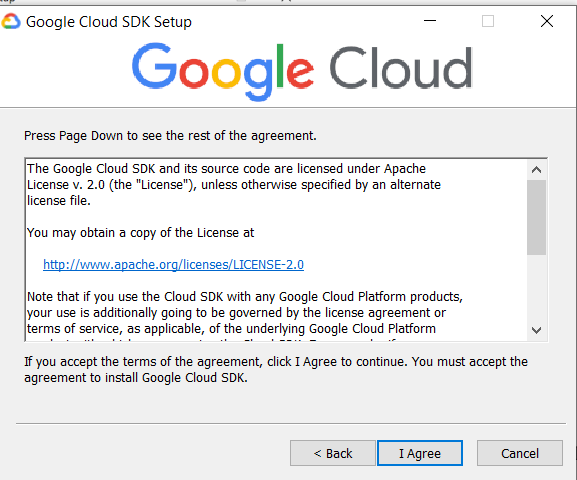 Google Cloud SDK Setup
Google Cloud
Press Page Down to see the rest of the agreement.
The Google Cloud SDK and its source code are licensed under Apache
License v. 2.0 (the "License"), unless otherwise specified by an alternate
license file.
You may obtain a copy of the License at
http://www.apache.org/licenses/LICENSE-2.0
Note that if you use the Cloud SDK with any Google Cloud Platform products,
your use is additionally going to be governed by the license agreement or
terms of service, as applicable, of the underlying Google Cloud Platform
If you accept the terms of the agreement, click I Agree to continue. You must accept the
agreement to install Google Cloud SDK.
< Back
I Agree
Cancel